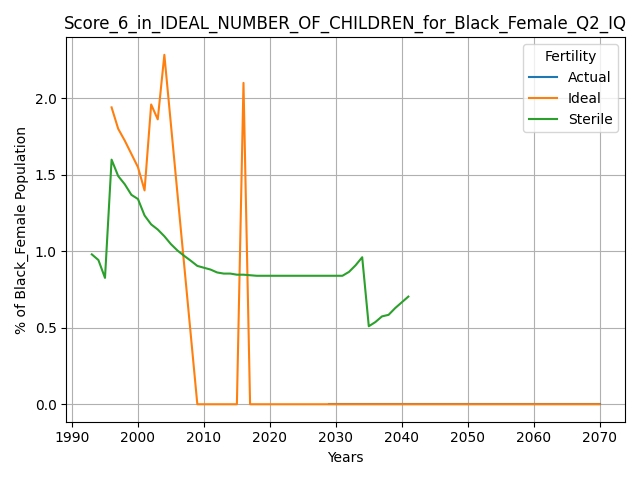 Score_6_in_IDEAL_NUMBER_OF_CHILDREN_for_Black_Female_Q2_IQ
Fertility
Actual
Ideal
Sterile
% of Black_Female Population
2.0
1.5
1.0
0.5
0.0
1990 2000 2010 2020 2030 2040 2050 2060 2070
Years